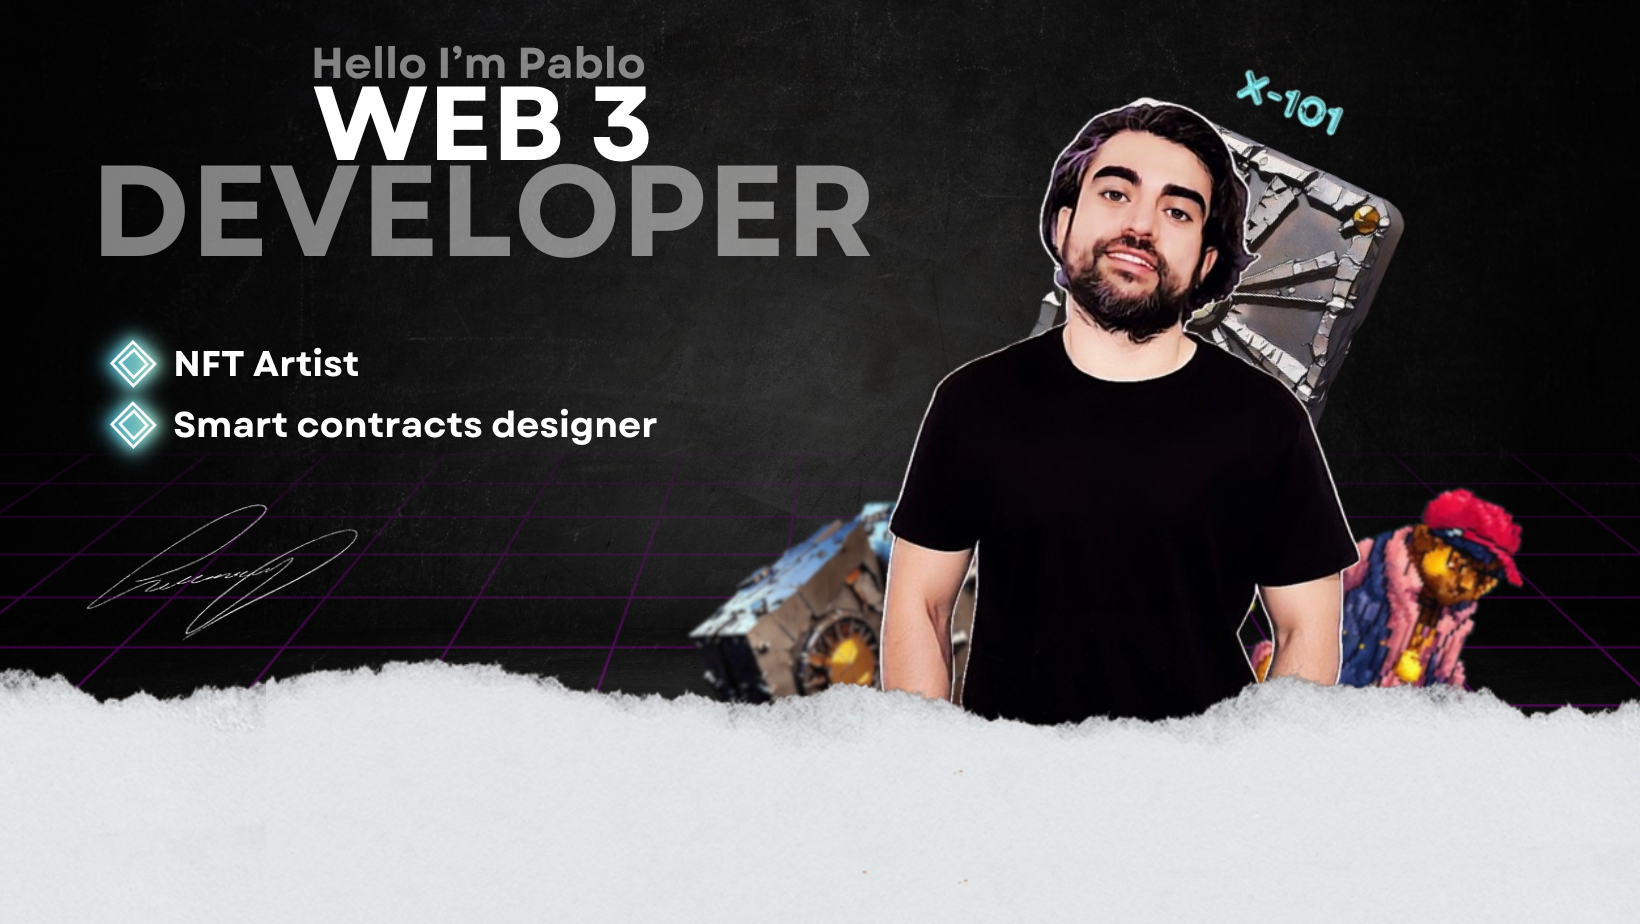 Hello I’m Pablo
WEB 3
DEVELOPER
X-101
NFT Artist
Smart contracts designer